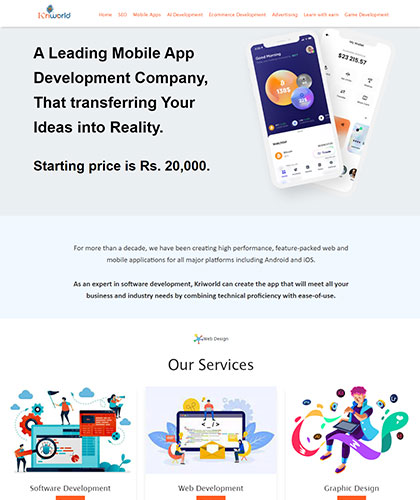 Kriworld
Home SEO Mobile Apps AI Development Ecommerce Development Advertising Learn with earn Game Development
A Leading Mobile App
Development Company,
That transferring Your
Ideas into Reality.
Starting price is Rs. 20,000.
Good Morning
138$
$23 215.57
For more than a decade, we have been creating high performance, feature-packed web and
mobile applications for all major platforms including Android and iOS.
As an expert in software development, Kriworld can create the app that will meet all your
business and industry needs by combining technical proficiency with ease-of-use.
Web Design
Our Services
Software Development
Web Development
Graphic Design